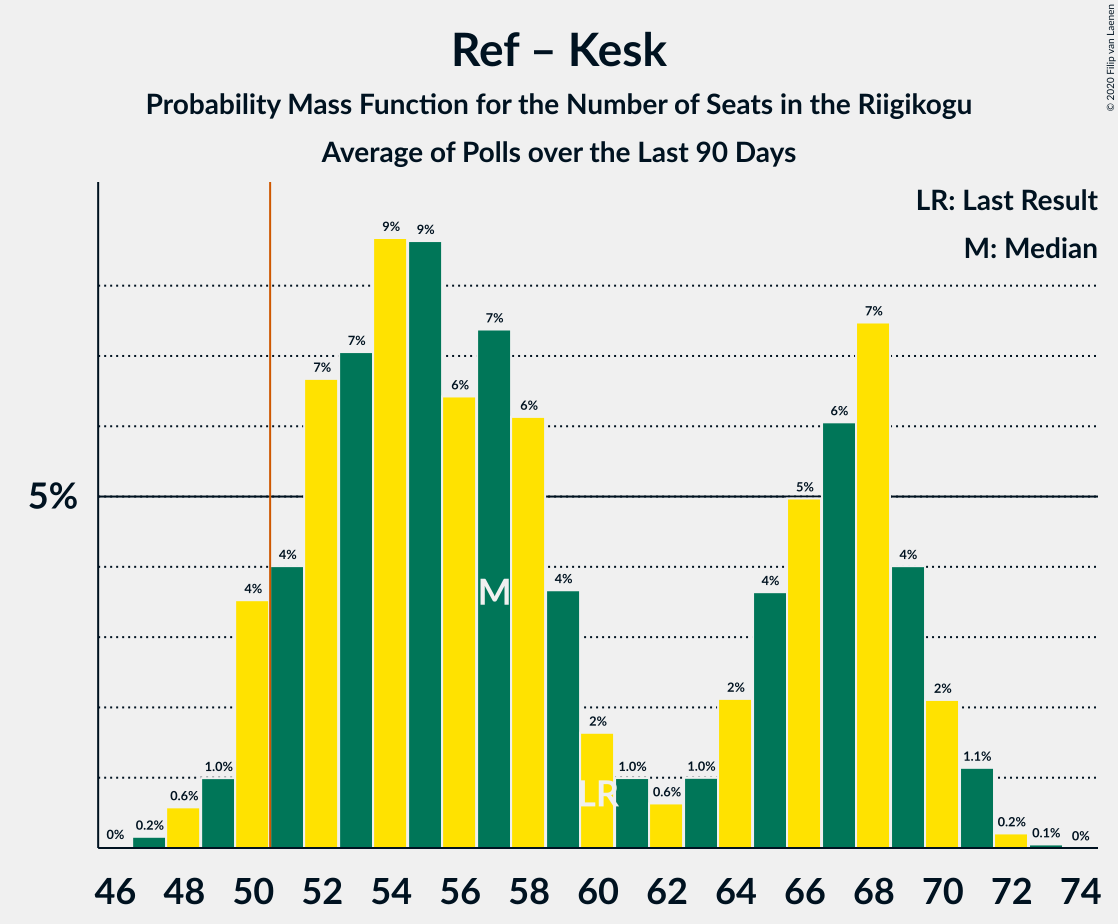 Ref – Kesk
Probability Mass Function for the Number of Seats in the Riigikogu
Average of Polls over the Last 90 Days
© 2020 Filip van Laenen
LR: Last Result
M: Median
5%
0% 0.2% 0.6% 1.0% 4% 4% 7% 7% 9% 9% 6% 7% 6% 4% 2% 1.0% 0.6% 1.0% 2% 4% 5% 6% 7% 4% 2% 1.1% 0.2% 0.1% 0%
M
LR
46 48 50 52 54 56 58 60 62 64 66 68 70 72 74